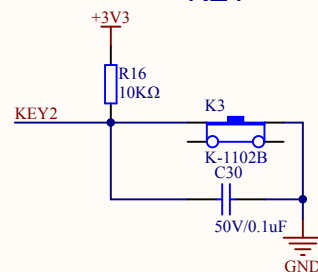 +3V3
R16
10KΩ
KEY2
K3
K-1102B
C30
50V/0.1uF
GND